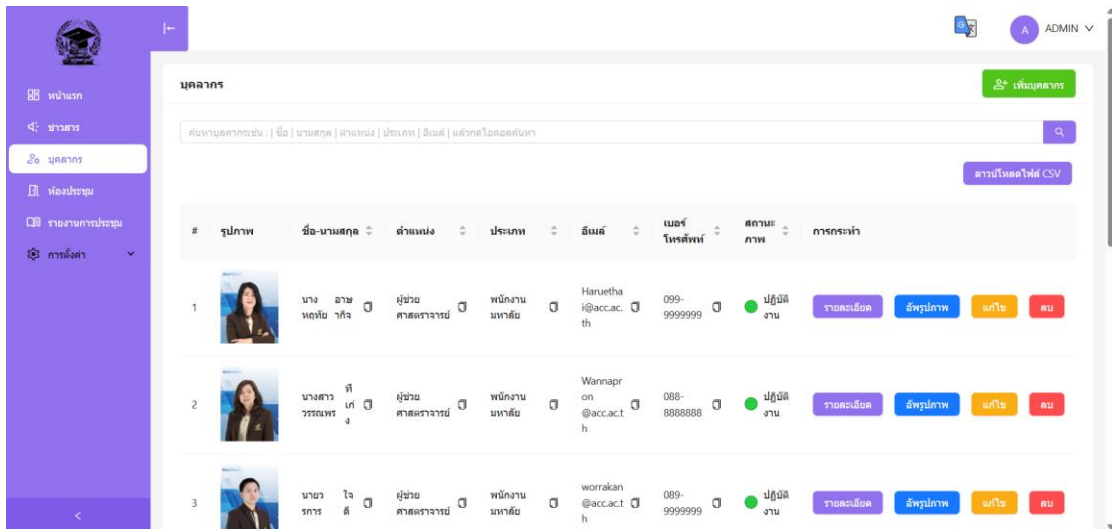 ADMIN
A
หน้าแรก
ข่าวสาร
บุคลากร
ห้องประชุม
รายงานการประชุม
การตั้งค่า
บุคลากร
เพิ่มบุคลากร
ค้นหาบุคลากรเช่น : | ชื่อ | นามสกุล | ตำแหน่ง | ประเภท | อีเมล์ | แล้วกดไอคอลค้นหา
ดาวน์โหลดไฟล์ CSV
# รูปภาพ ชื่อ-นามสกุล ตำแหน่ง ประเภท อีเมล์ เบอร์ สถานะ การกระทำ
โทรศัพท์ ภาพ
1
นาง อาษ
หฤทัย ากิจ
ผู้ช่วย
ศาสตราจารย์
พนักงาน
มหาลัย
Haruetha
i@acc.ac.
th
099-
9999999
ปฏิบัติ
งาน
รายละเอียด อัพรูปภาพ แก้ไข ลบ
2
นางสาว ที
วรรณพร เก่
ง
ผู้ช่วย
ศาสตราจารย์
พนักงาน
มหาลัย
Wannapr
on
@acc.ac.t
h
088-
8888888
ปฏิบัติ
งาน
รายละเอียด อัพรูปภาพ แก้ไข ลบ
3
นายว ใจ
รการ ดี
ผู้ช่วย
ศาสตราจารย์
พนักงาน
มหาลัย
worrakan
@acc.ac.t
h
089-
9999999
ปฏิบัติ
งาน
รายละเอียด อัพรูปภาพ แก้ไข ลบ